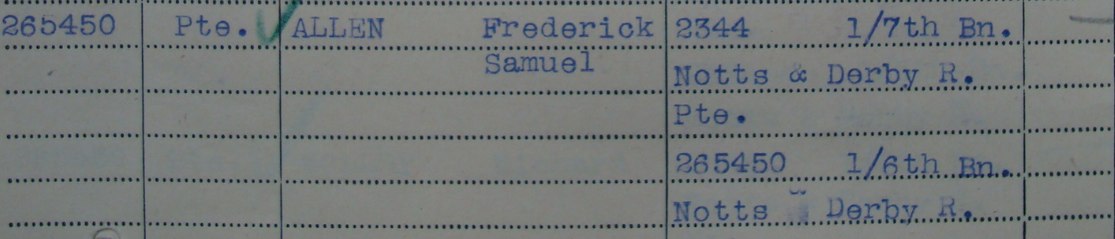 265450 Pte. ALLEN Frederick 2344 1/7th Bn.
Samuel
Notts & Derby R.
Pte.
265450 1/6th Bn.
Notts Derby R.